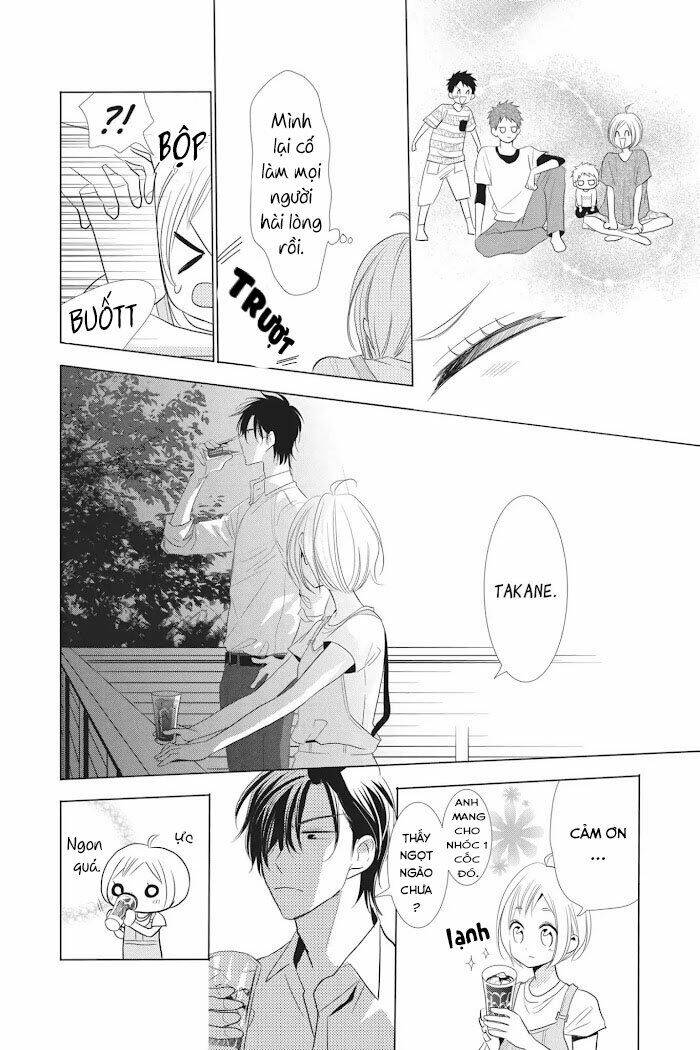 Mình
lại cố
làm mọi
người
hài lòng
rồi.
TRƯỢT
?!
BỘP
BUỐTT
TAKANE.
CẢM ƠN
...
lạnh
ANH
MANG
CHO
NHÓC 1
CỐC
ĐÓ.
THẤY
NGỌT
NGÀO
CHƯA
?
ực
Ngon
quá.